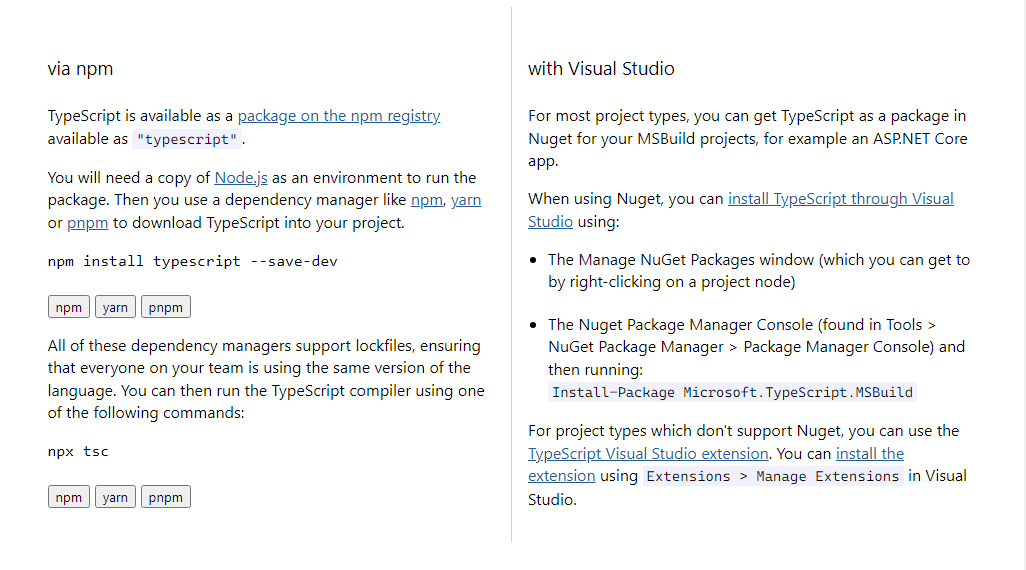 via npm
TypeScript is available as a package on the npm registry
available as "typescript".
You will need a copy of Node.js as an environment to run the
package. Then you use a dependency manager like npm, yarn
or pnpm to download TypeScript into your project.
npm install typescript --save-dev
npm yarn pnpm
All of these dependency managers support lockfiles, ensuring
that everyone on your team is using the same version of the
language. You can then run the TypeScript compiler using one
of the following commands:
npx tsc
npm yarn pnpm
with Visual Studio
For most project types, you can get TypeScript as a package in
Nuget for your MSBuild projects, for example an ASP.NET Core
app.
When using Nuget, you can install TypeScript through Visual
Studio using:
• The Manage NuGet Packages window (which you can get to
by right-clicking on a project node)
• The Nuget Package Manager Console (found in Tools >
NuGet Package Manager > Package Manager Console) and
then running:
Install-Package Microsoft.TypeScript.MSBuild
For project types which don't support Nuget, you can use the
TypeScript Visual Studio extension. You can install the
extension using Extensions > Manage Extensions in Visual
Studio.